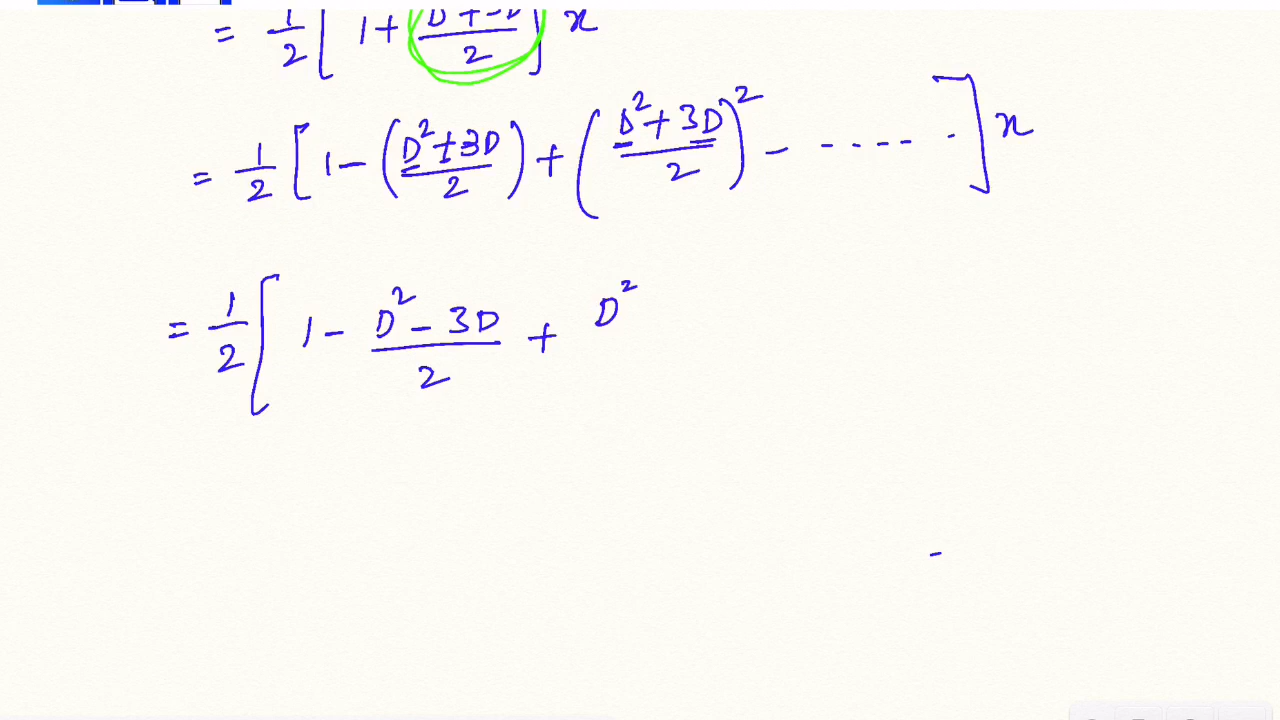 = 1/2 [ 1 + (D² + 3D)/2 ] x
= 1/2 [ 1 - ((D² + 3D)/2) + ((D² + 3D)/2)² - ..... ] x
= 1/2 [ 1 - (D² - 3D)/2 + D²
-